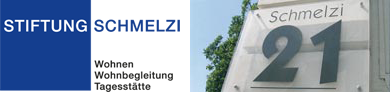 STIFTUNG SCHMELZI
Wohnen
Wohnbegleitung
Tagesstätte
Schmelzi
21